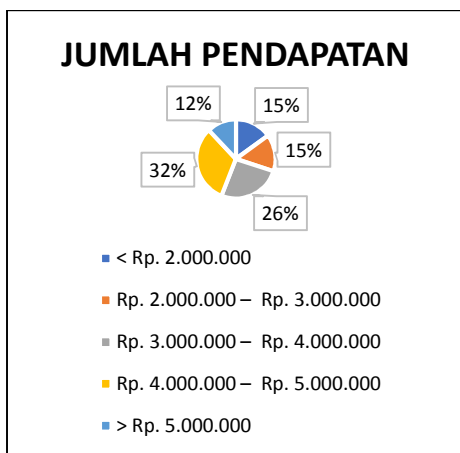 JUMLAH PENDAPATAN
12%
15%
32%
15%
26%
< Rp. 2.000.000
Rp. 2.000.000 – Rp. 3.000.000
Rp. 3.000.000 – Rp. 4.000.000
Rp. 4.000.000 – Rp. 5.000.000
> Rp. 5.000.000